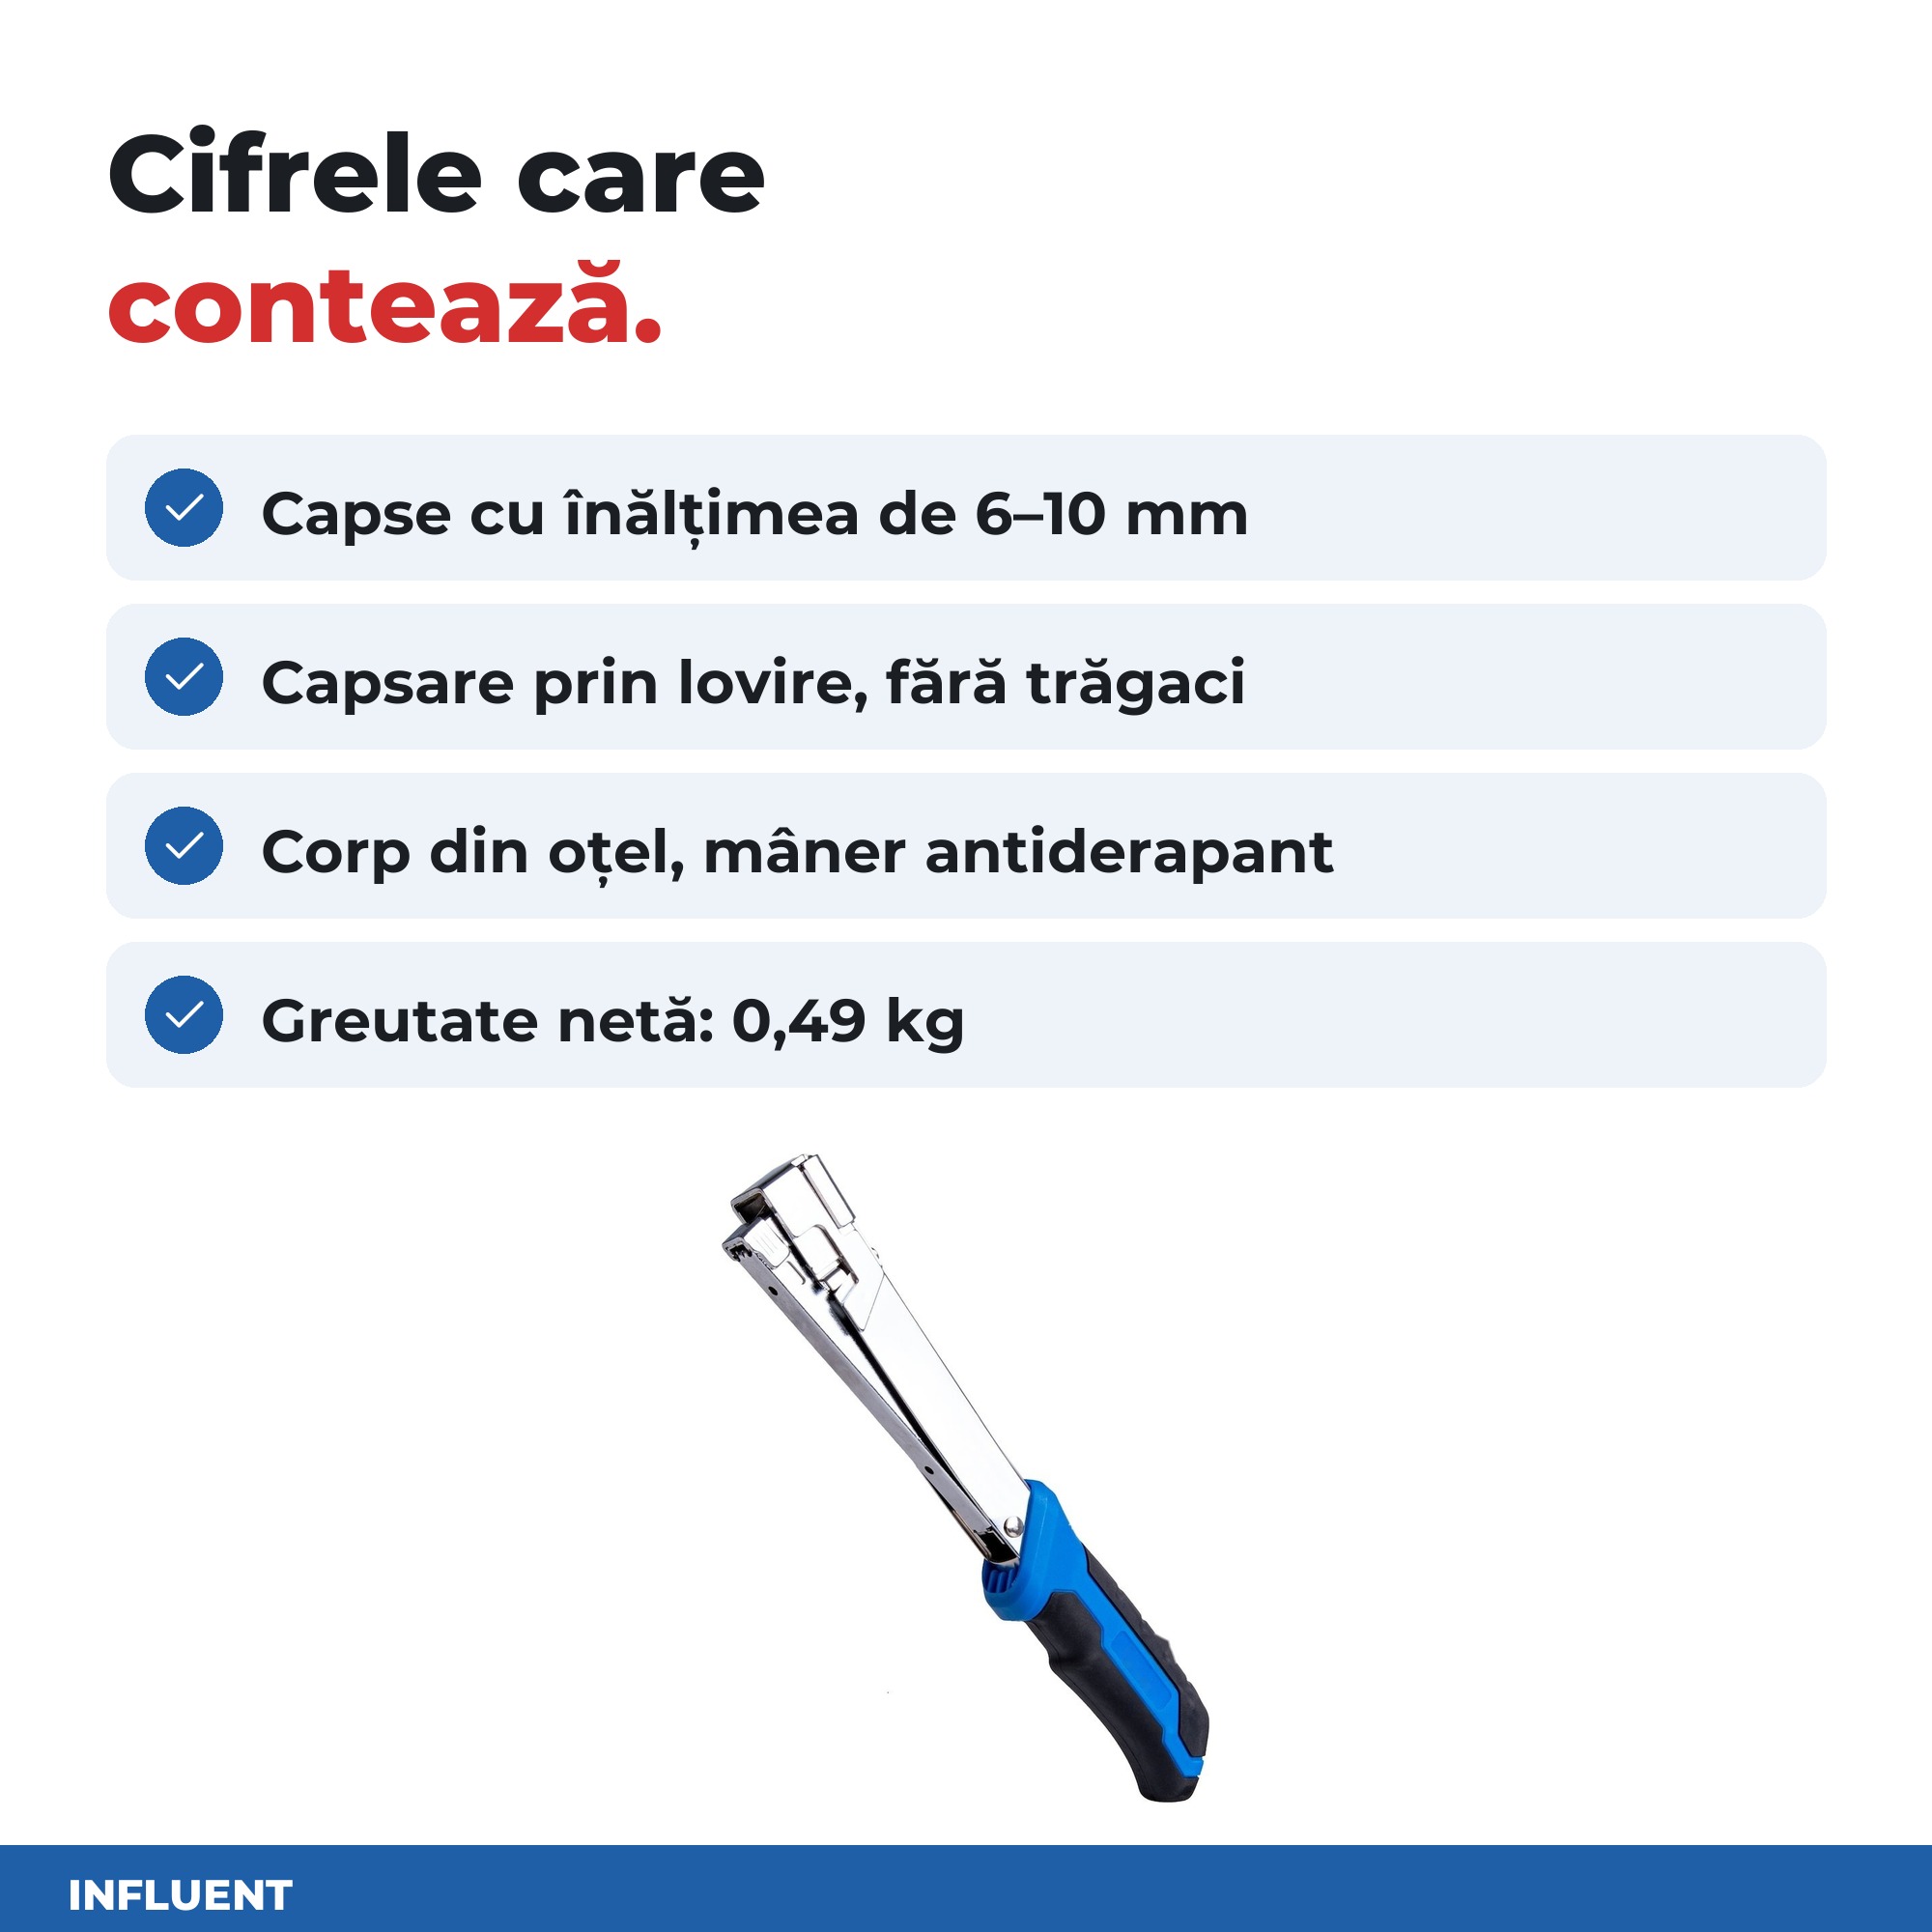 Cifrele care
contează.
Capse cu înălțimea de 6–10 mm
Capsare prin lovire, fără trăgaci
Corp din oțel, mâner antiderapant
Greutate netă: 0,49 kg
INFLUENT